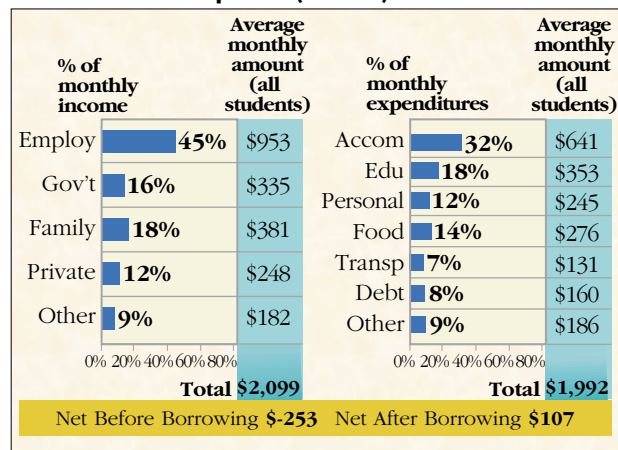 % of
monthly
income
Average
monthly
amount
(all
students)
Employ 45% $953
Gov't 16% $335
Family 18% $381
Private 12% $248
Other 9% $182
0% 20% 40% 60% 80%
Total $2,099
% of
monthly
expenditures
Average
monthly
amount
(all
students)
Accom 32% $641
Edu 18% $353
Personal 12% $245
Food 14% $276
Transp 7% $131
Debt 8% $160
Other 9% $186
0% 20% 40% 60% 80%
Total $1,992
Net Before Borrowing $-253 Net After Borrowing $107